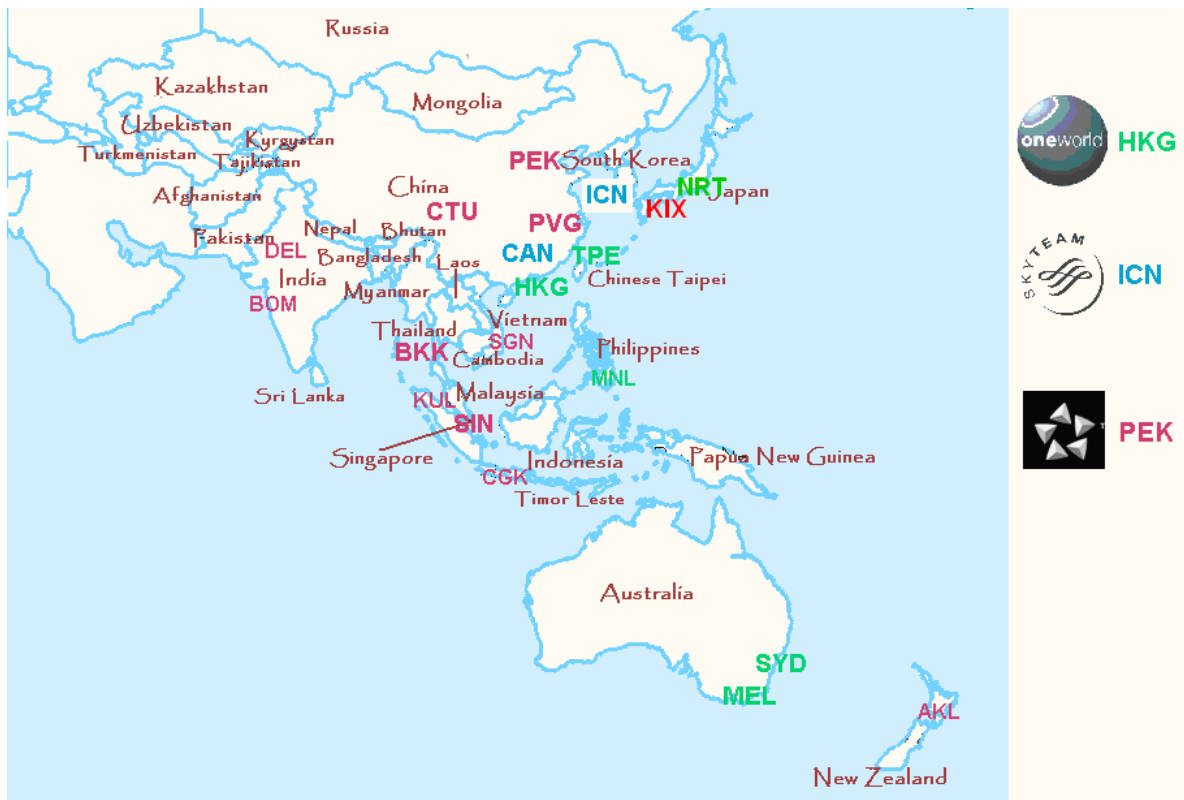 Russia
Kazakhstan
Mongolia
Uzbekistan
Kyrgystan
Turkmenistan
Tajikistan
PEK
South Korea
Afghanistan
China
ICN
NRT
Japan
CTU
KIX
PVG
Nepal
Bhutan
Pakistan
DEL
Bangladesh
Laos
CAN
TPE
India
Chinese Taipei
Myanmar
HKG
BOM
Vietnam
Thailand
SGN
BKK
Cambodia
Philippines
MNL
Sri Lanka
KUL
Malaysia
SIN
Singapore
Indonesia
Papua New Guinea
CGK
Timor Leste
Australia
SYD
MEL
AKL
New Zealand
oneworld
HKG
SKYTEAM
ICN
PEK